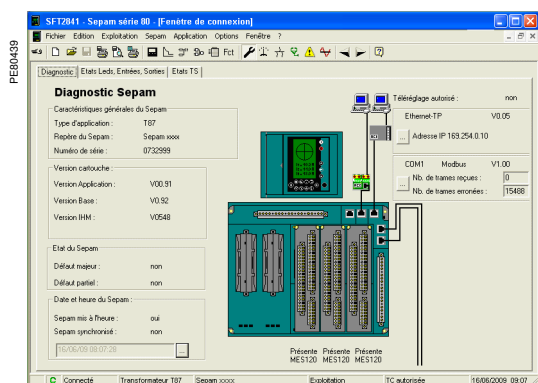 PE80439
SFT2841 - Sepam série 80 - [Fenêtre de connexion]
Fichier Edition Exploitation Sepam Application Options Fenêtre ?
Fct
Diagnostic Etats Leds, Entrées, Sorties Etats TS
Diagnostic Sepam
Caractéristiques générales du Sepam
Type d'application : T87
Repère du Sepam : Sepam xxxx
Numéro de série : 0732999
Version cartouche :
Version Application : V00.91
Version Base : V0.92
Version IHM : V0548
Etat du Sepam
Défaut majeur : non
Défaut partiel : non
Date et heure du Sepam :
Sepam mis à l'heure : oui
Sepam synchronisé : non
16/06/09 08:07:28 ...
Présente Présente Présente
MES120 MES120 MES120
Téléréglage autorisé : non
Ethernet-TP V0.05
... Adresse IP 169.254.0.10
COM1 Modbus V1.00
Nb. de trames reçues : 0
... Nb. de trames erronées : 15488
Connecté Transformateur T87 Sepam xxxx Exploitation TC autorisée 16/06/2009 09:07